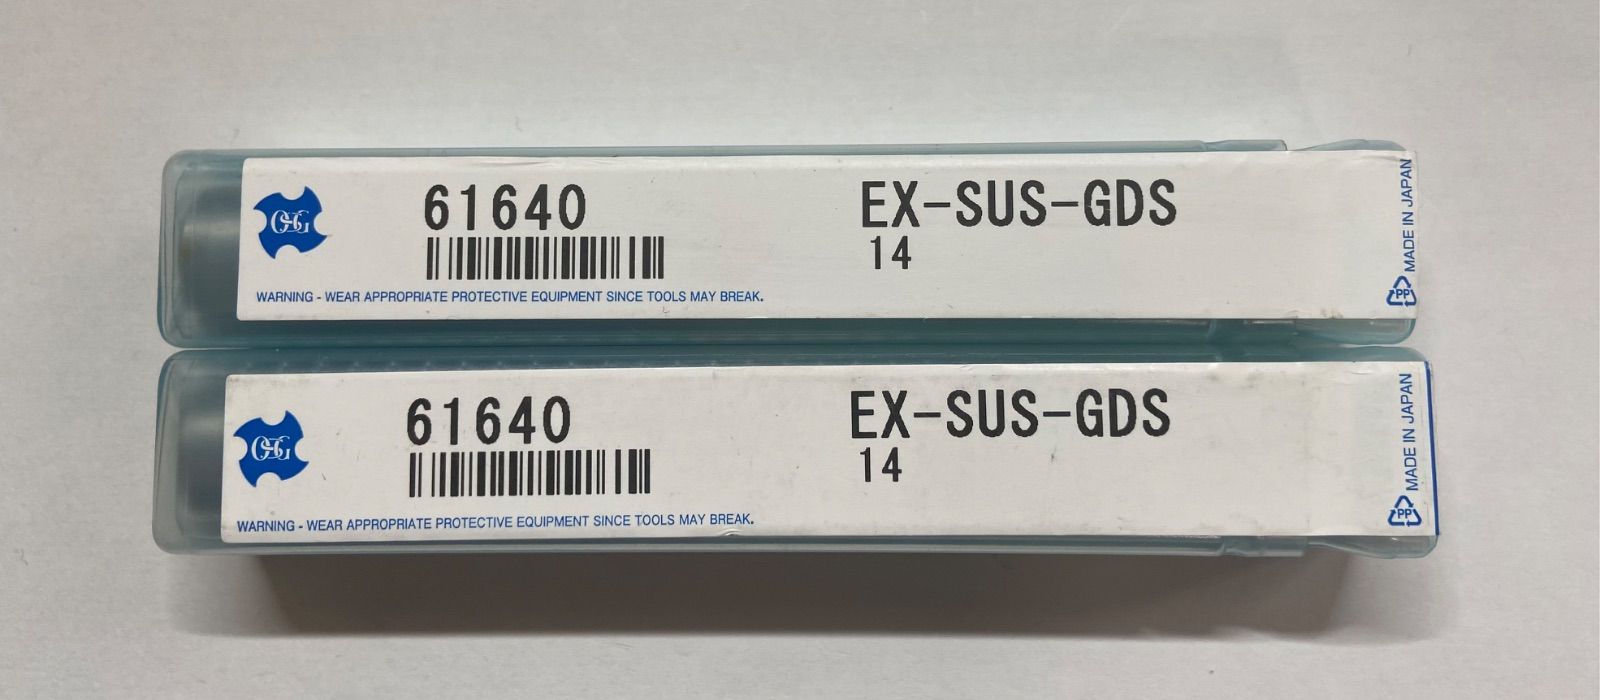 OSG
61640
EX-SUS-GDS
14
WARNING - WEAR APPROPRIATE PROTECTIVE EQUIPMENT SINCE TOOLS MAY BREAK.
MADE IN JAPAN
PP
OSG
61640
EX-SUS-GDS
14
WARNING - WEAR APPROPRIATE PROTECTIVE EQUIPMENT SINCE TOOLS MAY BREAK.
MADE IN JAPAN
PP